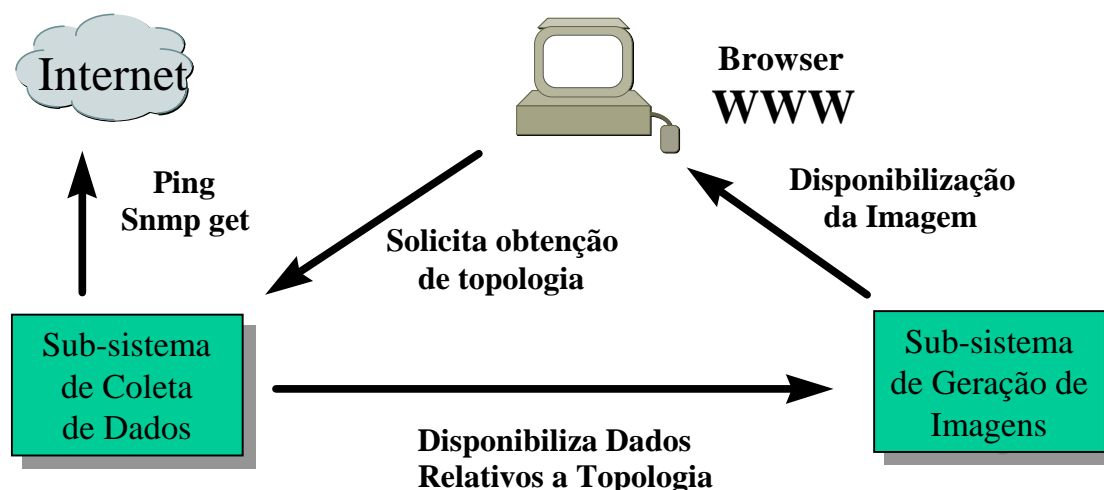 Internet
Browser
WWW
Ping
Snmp get
Disponibilização
da Imagem
Solicita obtenção
de topologia
Sub-sistema
de Coleta
de Dados
Sub-sistema
de Geração de
Imagens
Disponibiliza Dados
Relativos a Topologia